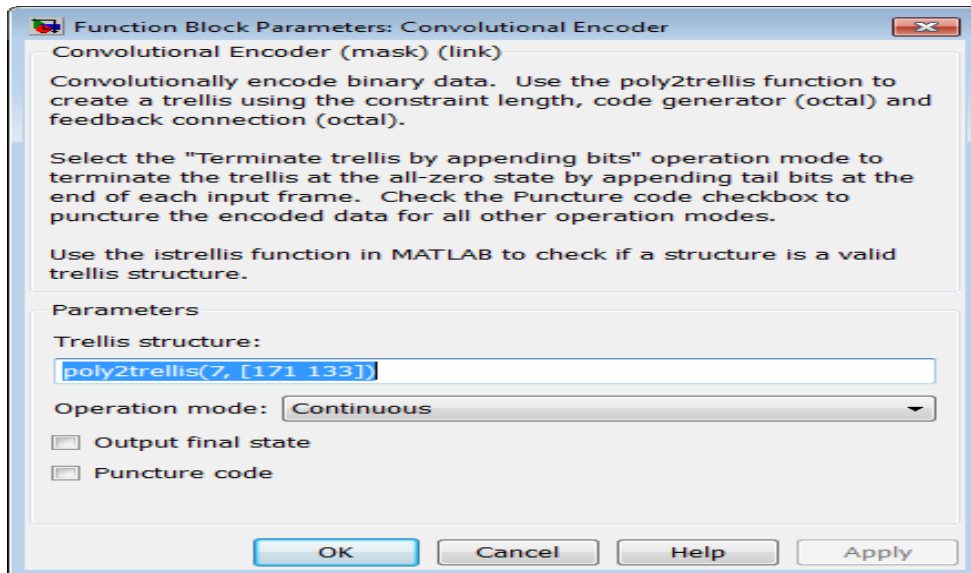 Function Block Parameters: Convolutional Encoder
Convolutional Encoder (mask) (link)
Convolutionally encode binary data.  Use the poly2trellis function to
create a trellis using the constraint length, code generator (octal) and
feedback connection (octal).
Select the "Terminate trellis by appending bits" operation mode to
terminate the trellis at the all-zero state by appending tail bits at the
end of each input frame.  Check the Puncture code checkbox to
puncture the encoded data for all other operation modes.
Use the istrellis function in MATLAB to check if a structure is a valid
trellis structure.
Parameters
Trellis structure:
poly2trellis(7, [171 133])
Operation mode: Continuous
Output final state
Puncture code
OK Cancel Help Apply